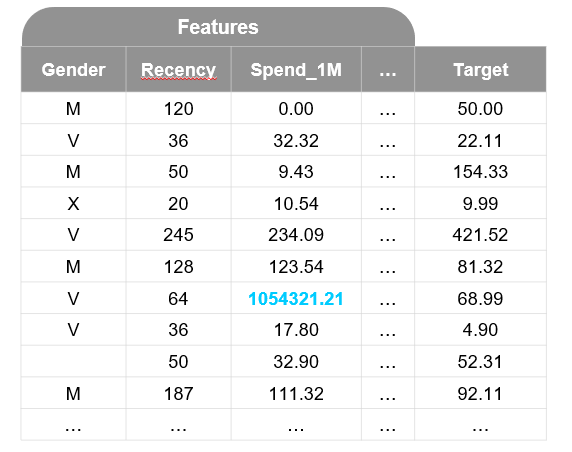 Features
Gender Recency Spend_1M ... Target
M 120 0.00 ... 50.00
V 36 32.32 ... 22.11
M 50 9.43 ... 154.33
X 20 10.54 ... 9.99
V 245 234.09 ... 421.52
M 128 123.54 ... 81.32
V 64 1054321.21 ... 68.99
V 36 17.80 ... 4.90
50 32.90 ... 52.31
M 187 111.32 ... 92.11
... ... ... ... ...